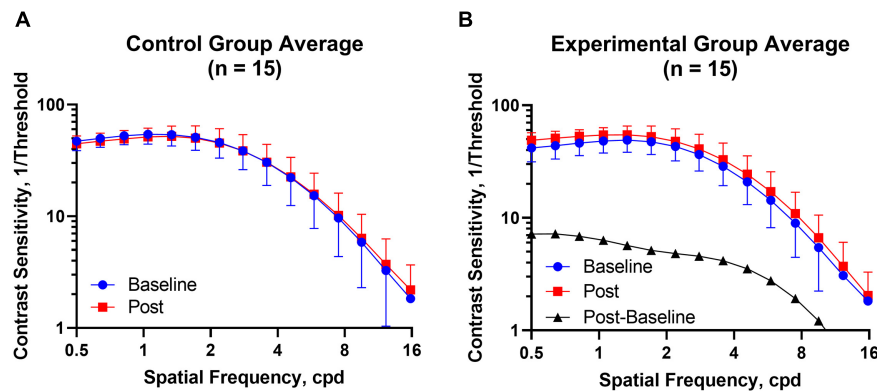 A
Control Group Average
(n = 15)
Contrast Sensitivity, 1/Threshold
100
10
1
Baseline
Post
0.5
1
2
4
8
16
Spatial Frequency, cpd
B
Experimental Group Average
(n = 15)
Contrast Sensitivity, 1/Threshold
100
10
1
Baseline
Post
Post-Baseline
0.5
1
2
4
8
16
Spatial Frequency, cpd